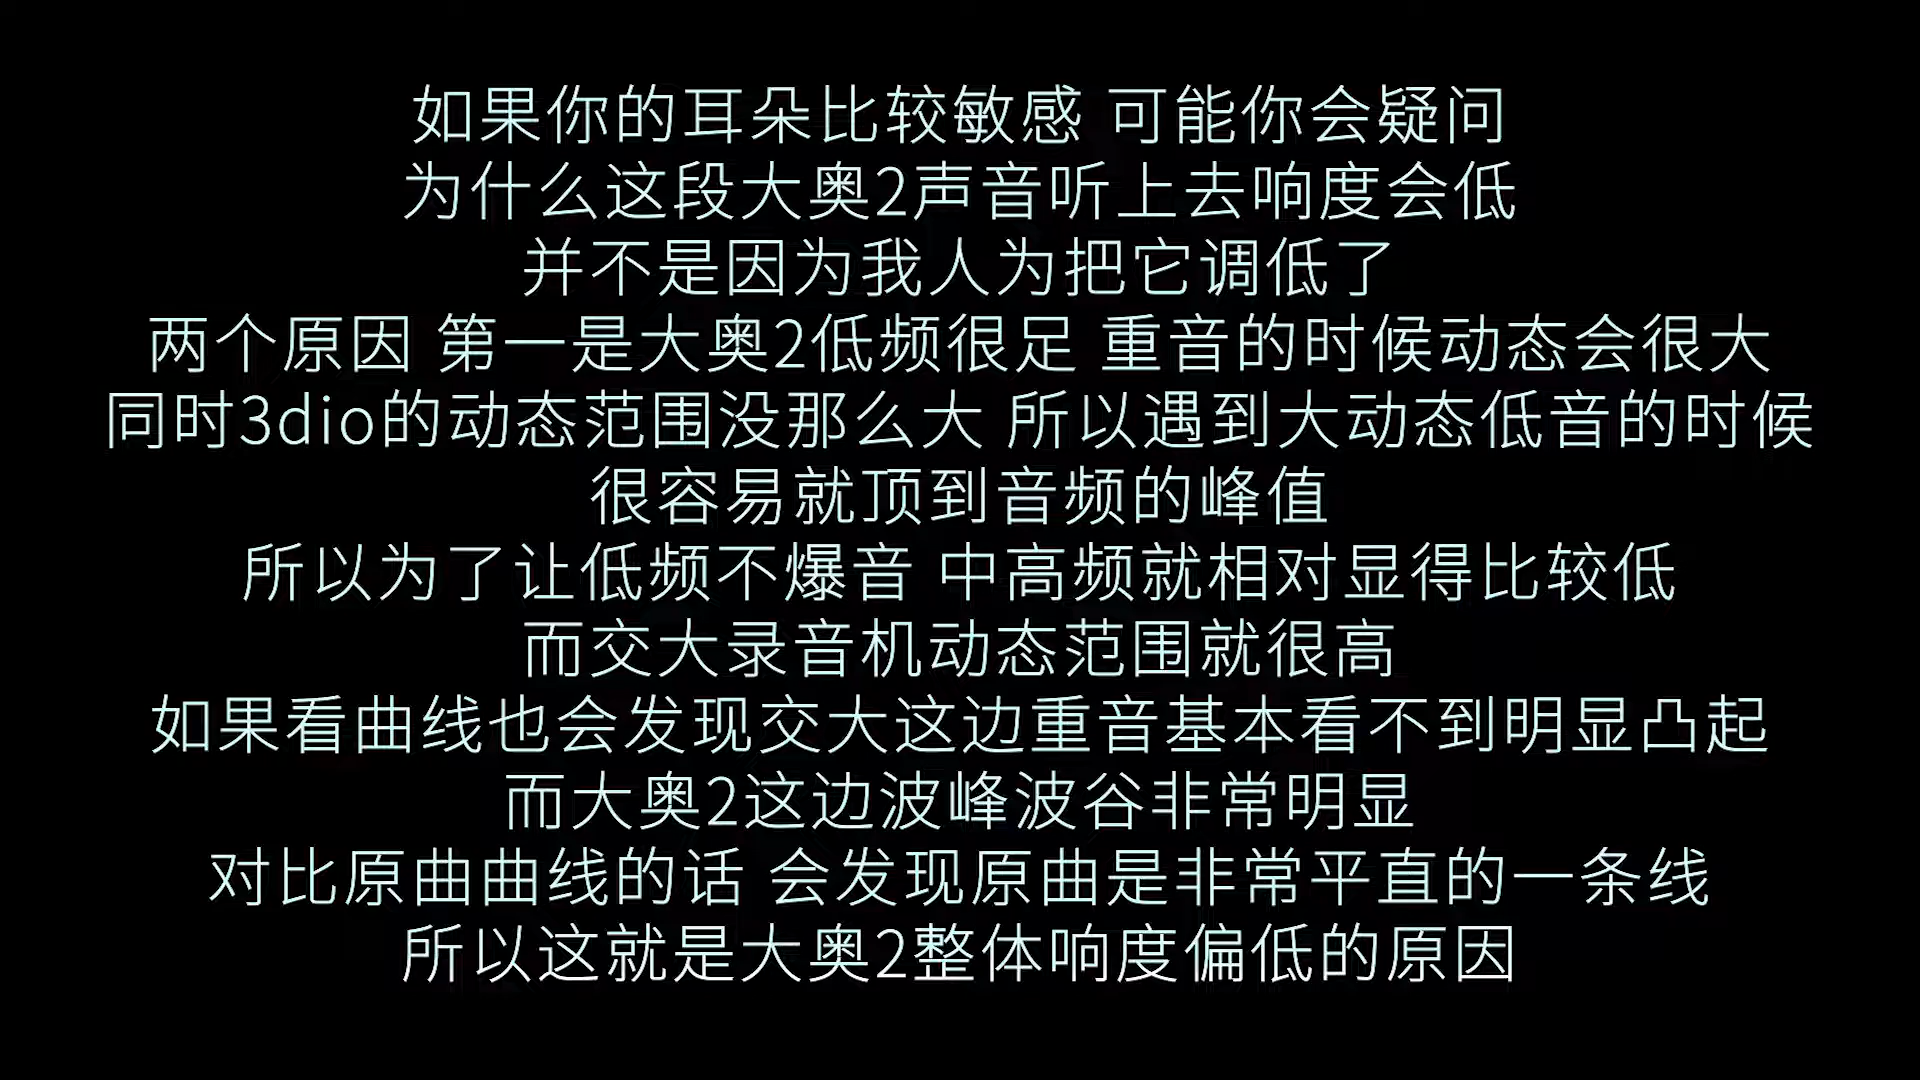 如果你的耳朵比较敏感 可能你会疑问
为什么这段大奥2声音听上去响度会低
并不是因为我人为把它调低了
两个原因 第一是大奥2低频很足 重音的时候动态会很大
同时3dio的动态范围没那么大 所以遇到大动态低音的时候
很容易就顶到音频的峰值
所以为了让低频不爆音 中高频就相对显得比较低
而交大录音机动态范围就很高
如果看曲线也会发现交大这边重音基本看不到明显凸起
而大奥2这边波峰波谷非常明显
对比原曲曲线的话 会发现原曲是非常平直的一条线
所以这就是大奥2整体响度偏低的原因